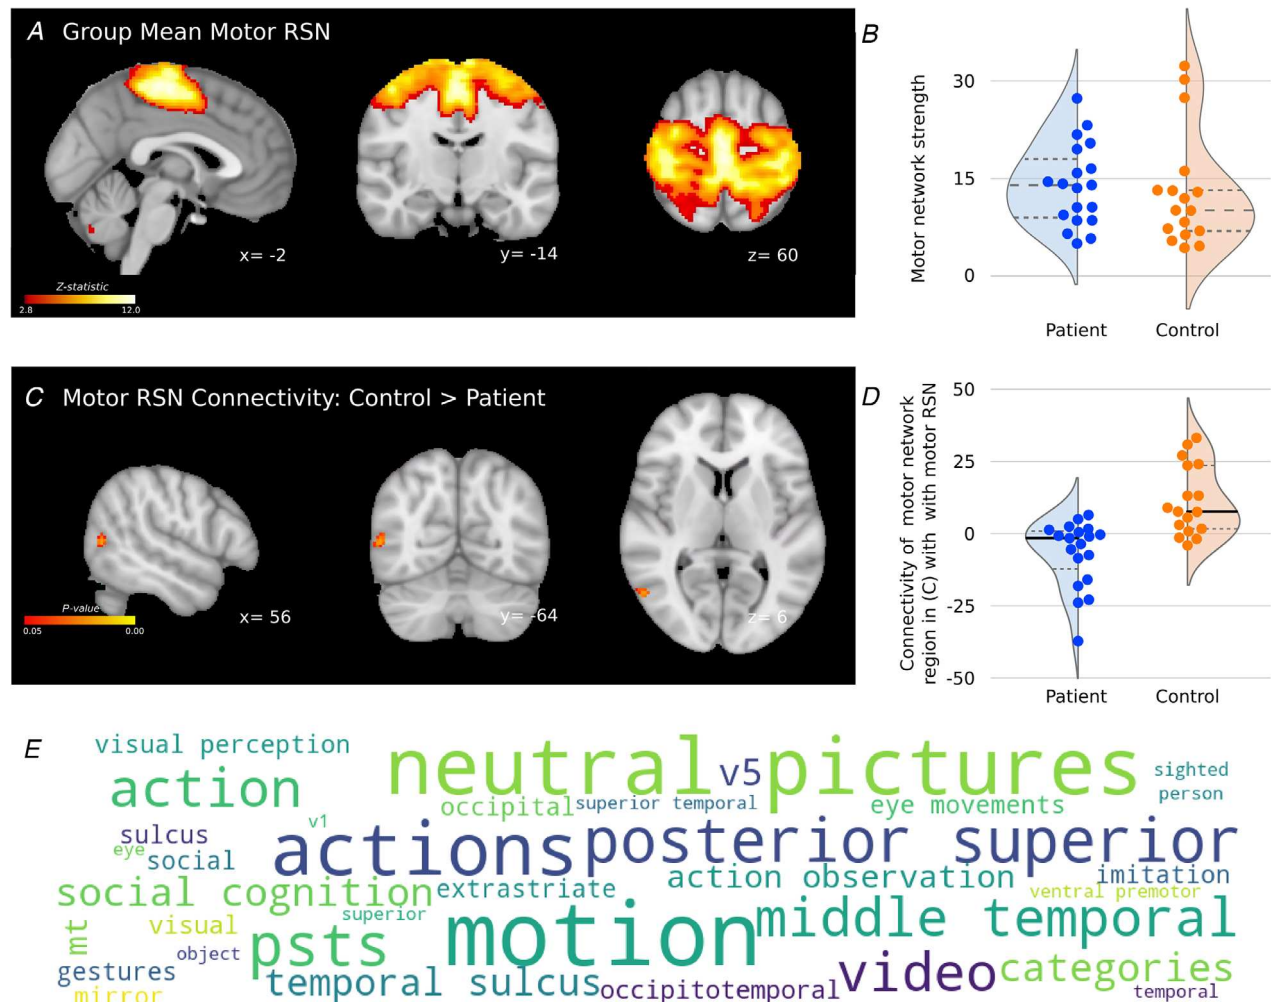 A Group Mean Motor RSN
x= -2
y= -14
z= 60
Z-statistic
2.8 12.0
B
Motor network strength
30
15
0
Patient Control
C Motor RSN Connectivity: Control > Patient
x= 56
y= -64
z= 6
P-value
0.05 0.00
D
Connectivity of motor network
region in (C) with with motor RSN
50
25
0
-25
-50
Patient Control
E
visual perception
neutral
v5
pictures
sighted
person
action
occipital
superior temporal
eye movements
v1
sulcus
eye
social
actions
posterior superior
action observation
imitation
social cognition
extrastriate
ventral premotor
superior
mt
visual
object
psts
motion
middle temporal
gestures
mirror
temporal sulcus
occipitotemporal
video
categories
temporal